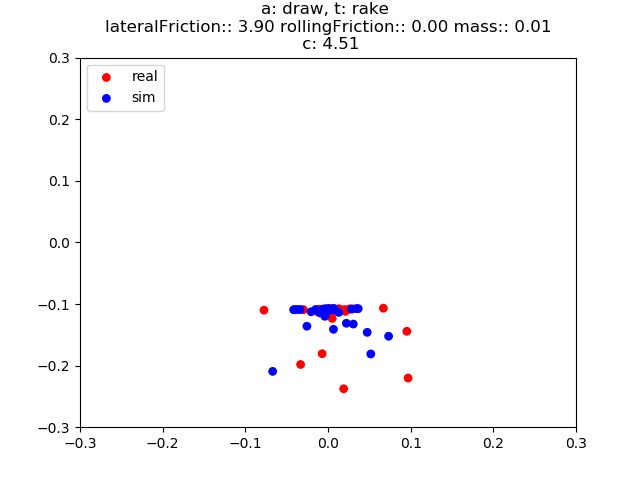 a: draw, t: rake
lateralFriction:: 3.90 rollingFriction:: 0.00 mass:: 0.01
c: 4.51
real
sim
0.3
0.2
0.1
0.0
−0.1
−0.2
−0.3
−0.3 −0.2 −0.1 0.0 0.1 0.2 0.3